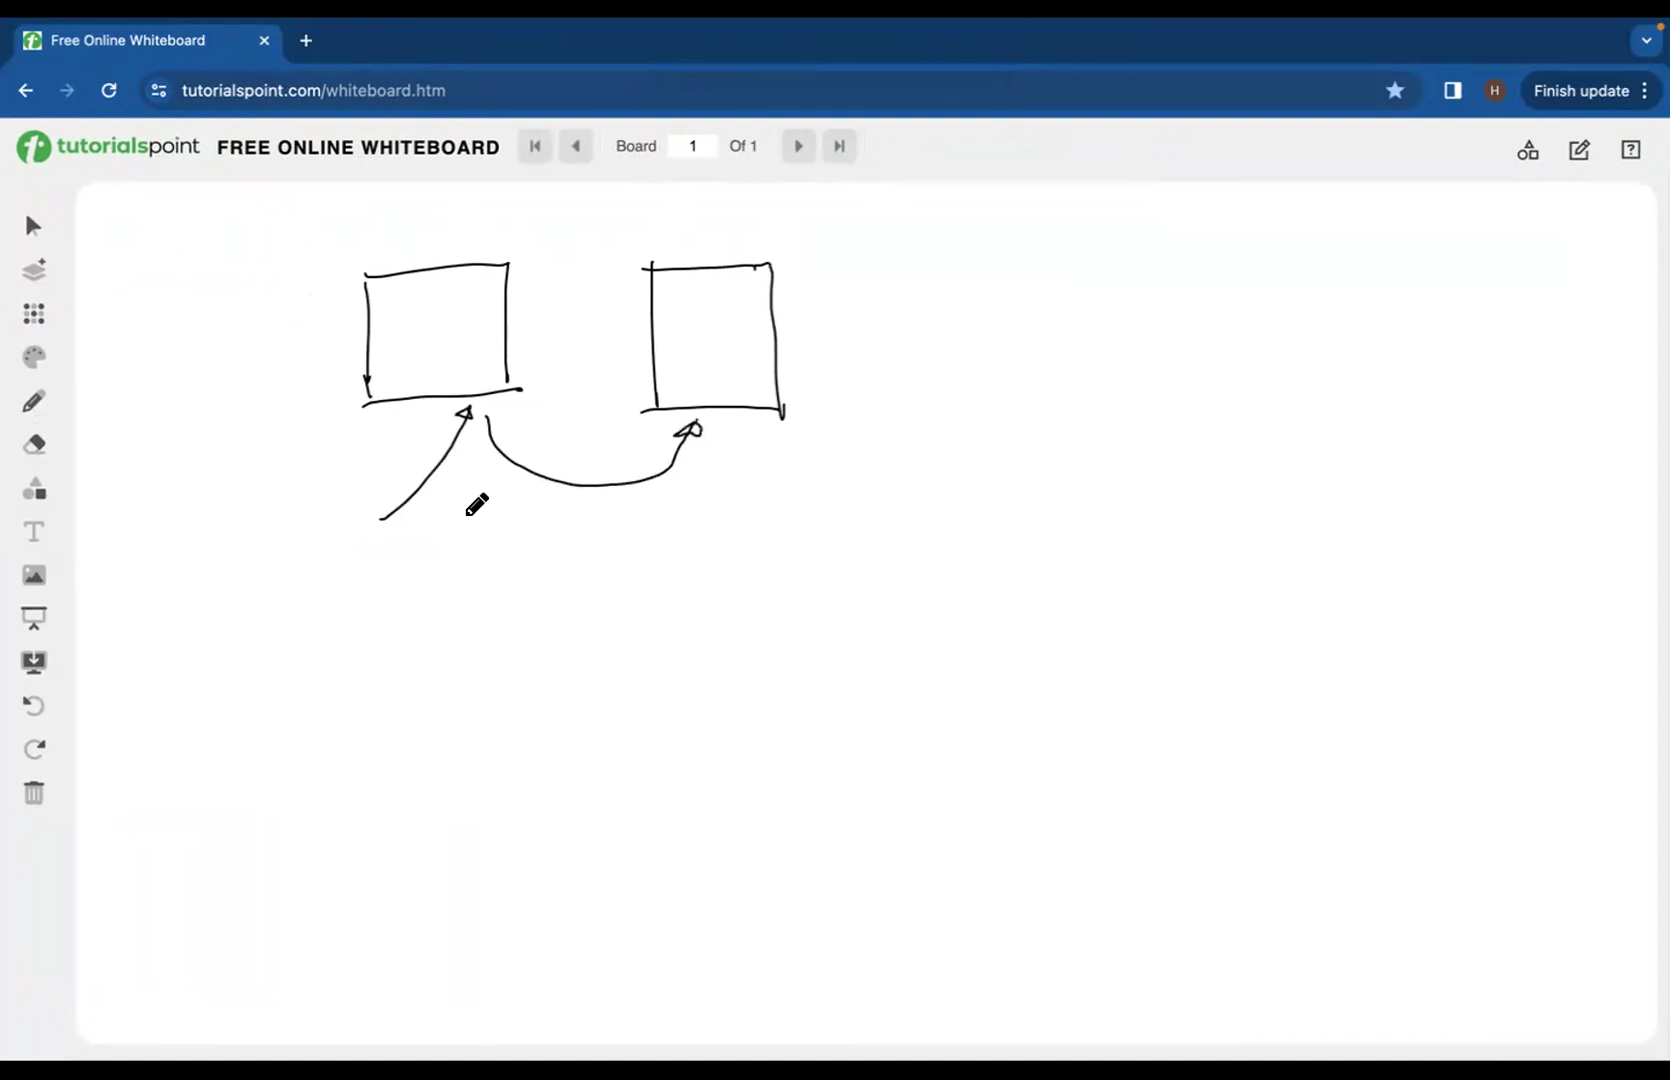 Free Online Whiteboard
tutorialspoint.com/whiteboard.htm
H
Finish update
tutorialspoint FREE ONLINE WHITEBOARD
Board 1 Of 1